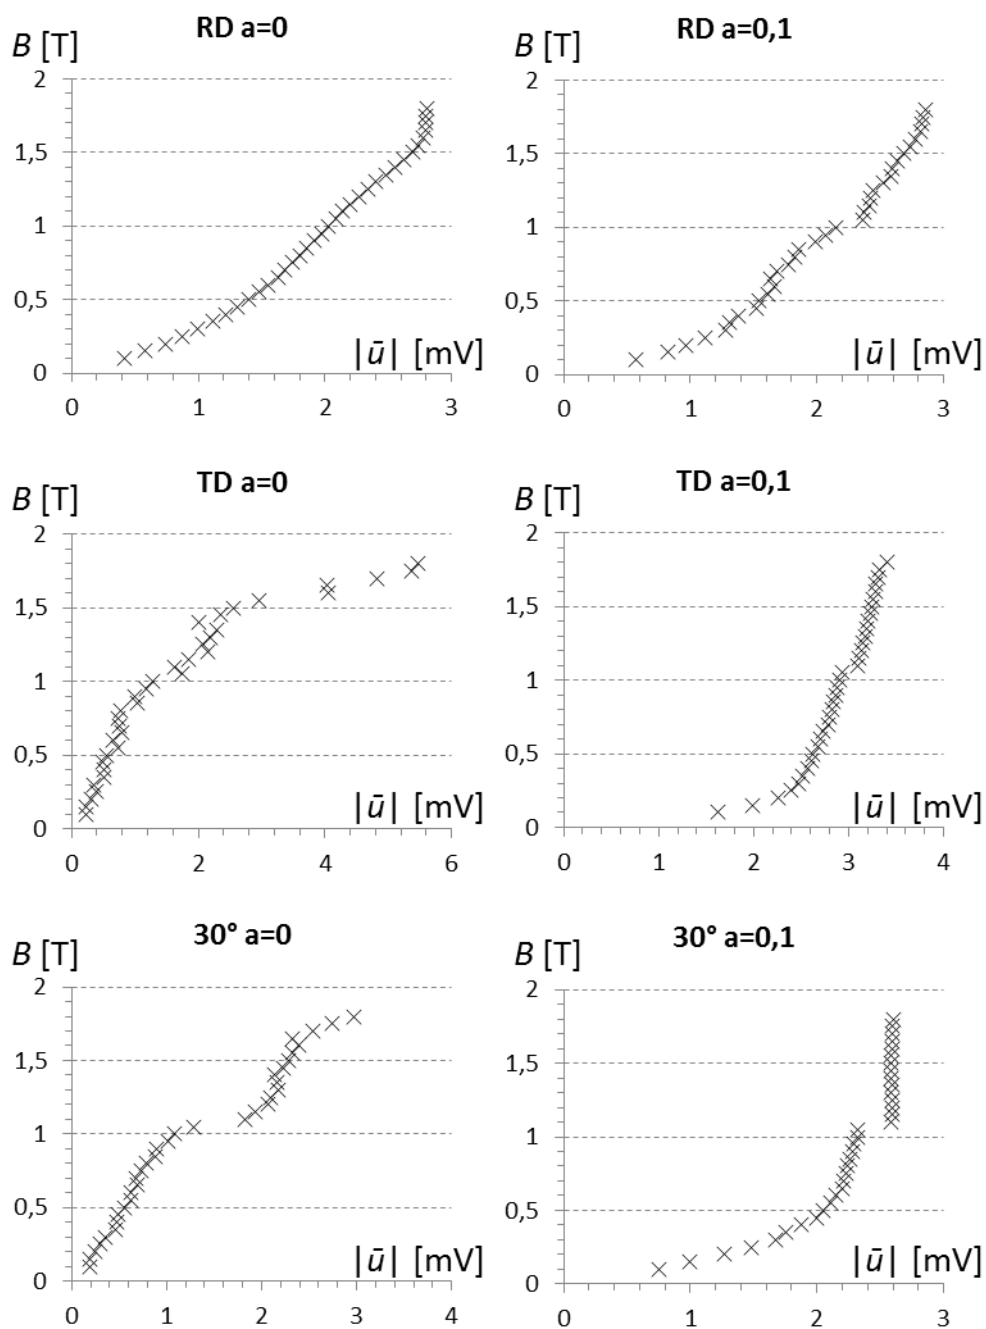 RD a=0
B [T]
2
1,5
1
0,5
0
|ū| [mV]
0 1 2 3
RD a=0,1
B [T]
2
1,5
1
0,5
0
|ū| [mV]
0 1 2 3
TD a=0
B [T]
2
1,5
1
0,5
0
|ū| [mV]
0 2 4 6
TD a=0,1
B [T]
2
1,5
1
0,5
0
|ū| [mV]
0 1 2 3 4
30° a=0
B [T]
2
1,5
1
0,5
0
|ū| [mV]
0 1 2 3 4
30° a=0,1
B [T]
2
1,5
1
0,5
0
|ū| [mV]
0 1 2 3